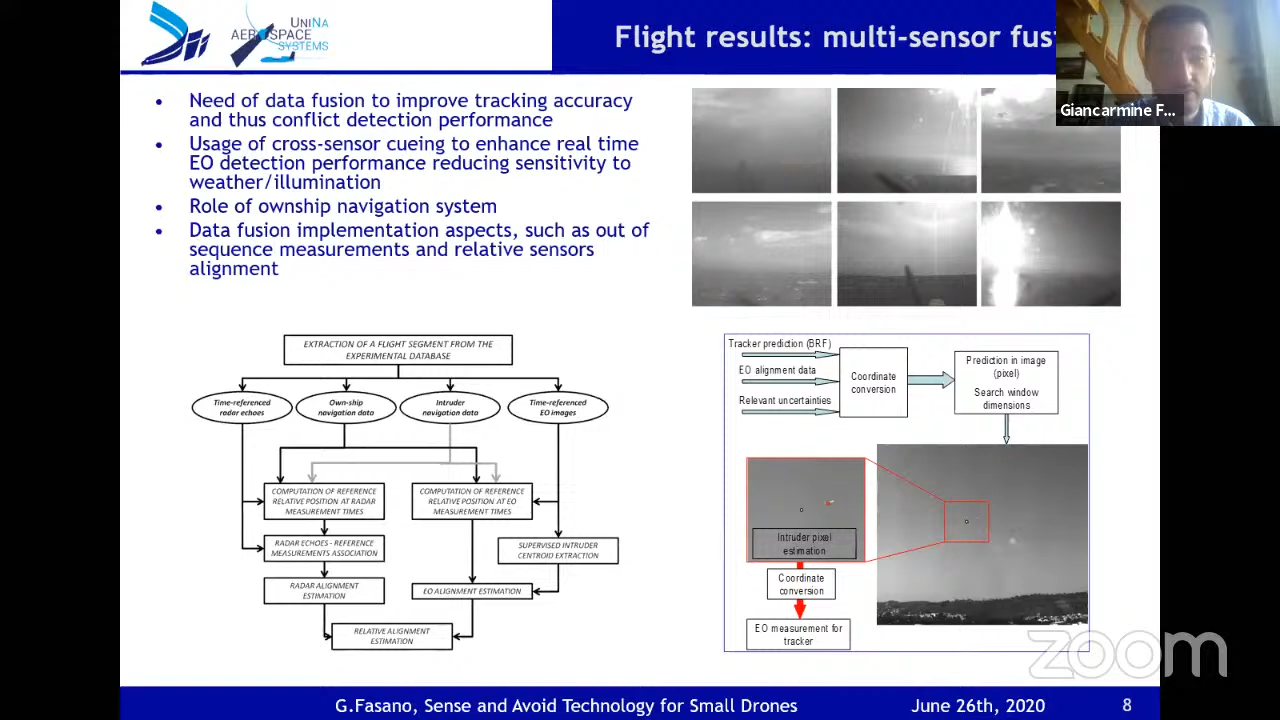 UNINA
AEROSPACE
SYSTEMS
Flight results: multi-sensor fus
Giancarmine F...
• Need of data fusion to improve tracking accuracy
and thus conflict detection performance
• Usage of cross-sensor cueing to enhance real time
EO detection performance reducing sensitivity to
weather/illumination
• Role of ownship navigation system
• Data fusion implementation aspects, such as out of
sequence measurements and relative sensors
alignment
EXTRACTION OF A FLIGHT SEGMENT FROM THE
EXPERIMENTAL DATABASE
Time-referenced
radar echoes
Own-ship
navigation data
Intruder
navigation data
Time-referenced
EO images
COMPUTATION OF REFERENCE
RELATIVE POSITION AT RADAR
MEASUREMENT TIMES
COMPUTATION OF REFERENCE
RELATIVE POSITION AT EO
MEASUREMENT TIMES
RADAR ECHOES - REFERENCE
MEASUREMENTS ASSOCIATION
SUPERVISED INTRUDER
CENTROID EXTRACTION
RADAR ALIGNMENT
ESTIMATION
EO ALIGNMENT ESTIMATION
RELATIVE ALIGNMENT
ESTIMATION
Tracker prediction (BRF)
EO alignment data
Relevant uncertainties
Coordinate
conversion
Prediction in image
(pixel)
Search window
dimensions
Intruder pixel
estimation
Coordinate
conversion
EO measurement for
tracker
zoom
G.Fasano, Sense and Avoid Technology for Small Drones
June 26th, 2020
8